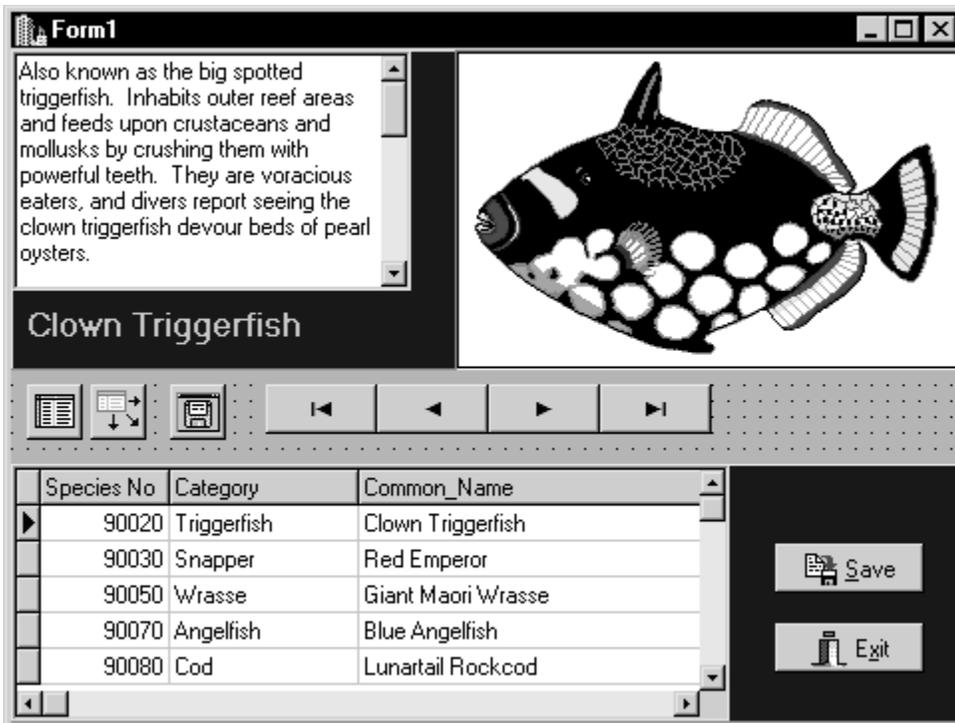 Form1
Also known as the big spotted
triggerfish. Inhabits outer reef areas
and feeds upon crustaceans and
mollusks by crushing them with
powerful teeth. They are voracious
eaters, and divers report seeing the
clown triggerfish devour beds of pearl
oysters.
Clown Triggerfish
Species No Category Common_Name
90020 Triggerfish Clown Triggerfish
90030 Snapper Red Emperor
90050 Wrasse Giant Maori Wrasse
90070 Angelfish Blue Angelfish
90080 Cod Lunartail Rockcod
Save
Exit